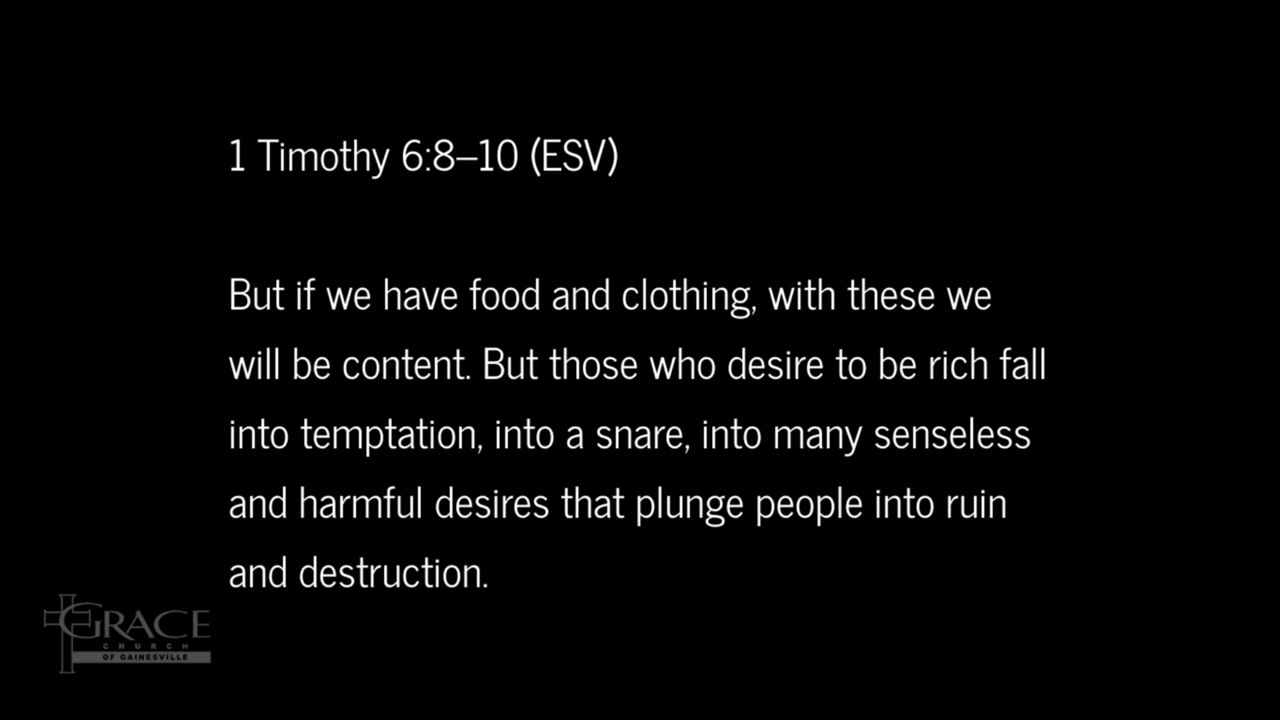 1 Timothy 6:8–10 (ESV)
But if we have food and clothing, with these we
will be content. But those who desire to be rich fall
into temptation, into a snare, into many senseless
and harmful desires that plunge people into ruin
and destruction.
GRACE
CHURCH
OF GAINESVILLE